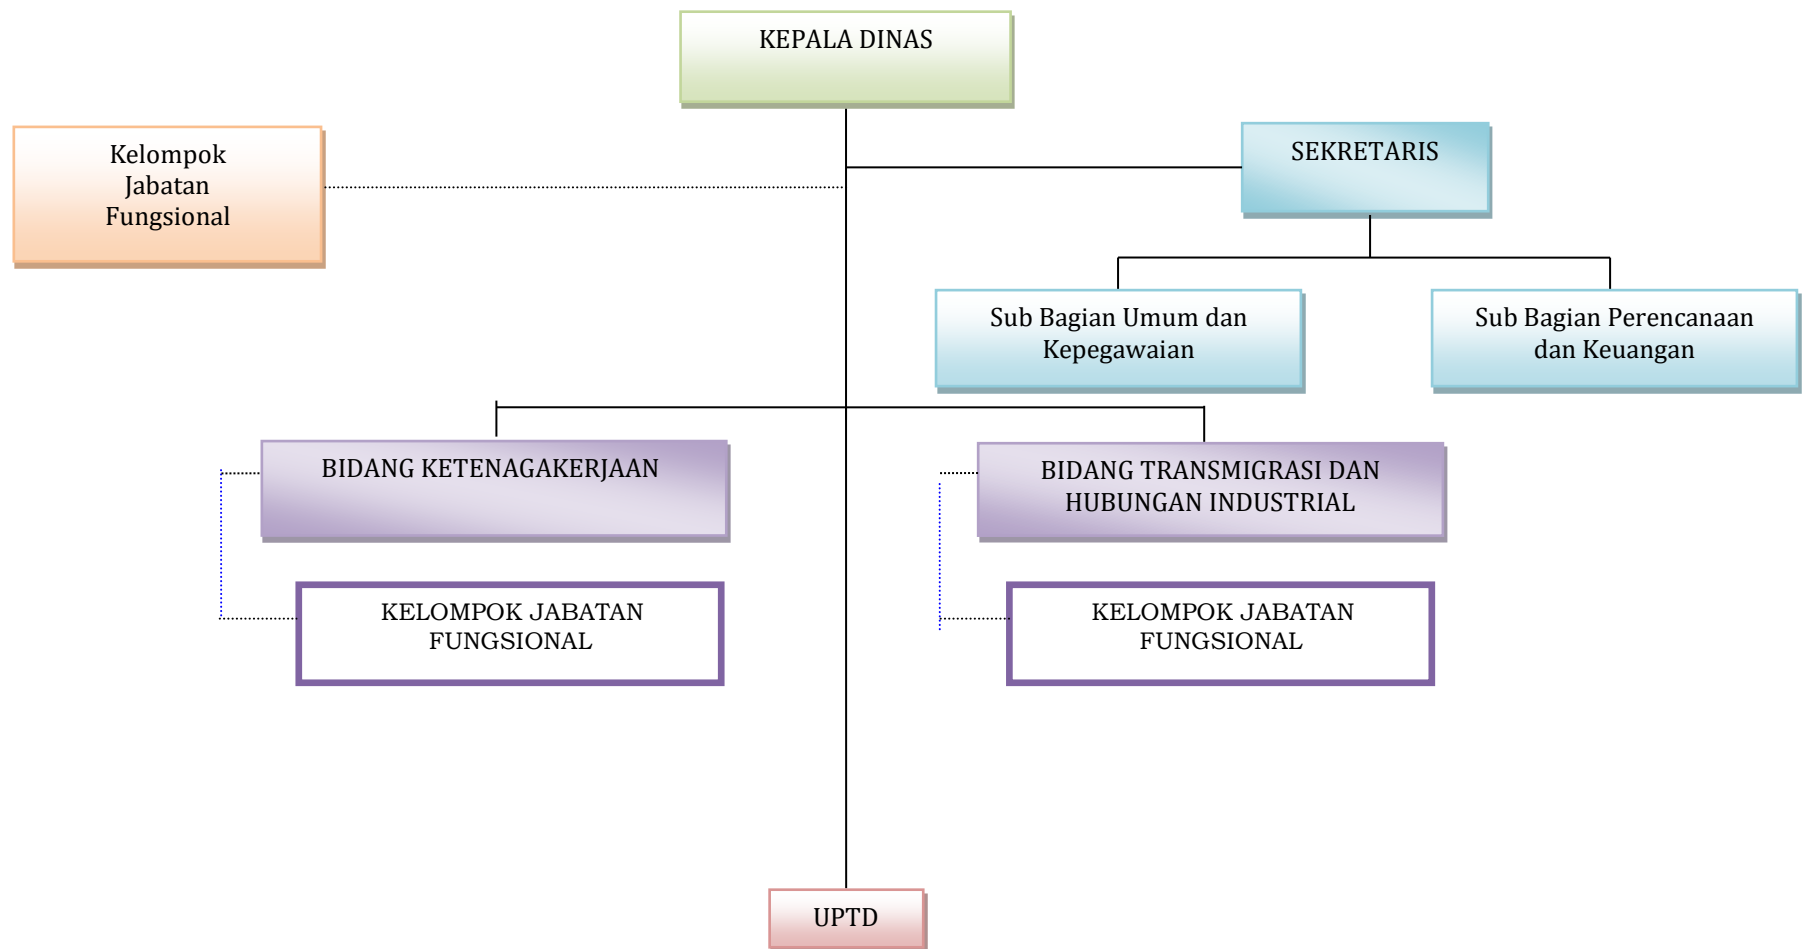 KEPALA DINAS
Kelompok
Jabatan
Fungsional
SEKRETARIS
Sub Bagian Umum dan
Kepegawaian
Sub Bagian Perencanaan
dan Keuangan
BIDANG KETENAGAKERJAAN
BIDANG TRANSMIGRASI DAN
HUBUNGAN INDUSTRIAL
KELOMPOK JABATAN
FUNGSIONAL
KELOMPOK JABATAN
FUNGSIONAL
UPTD